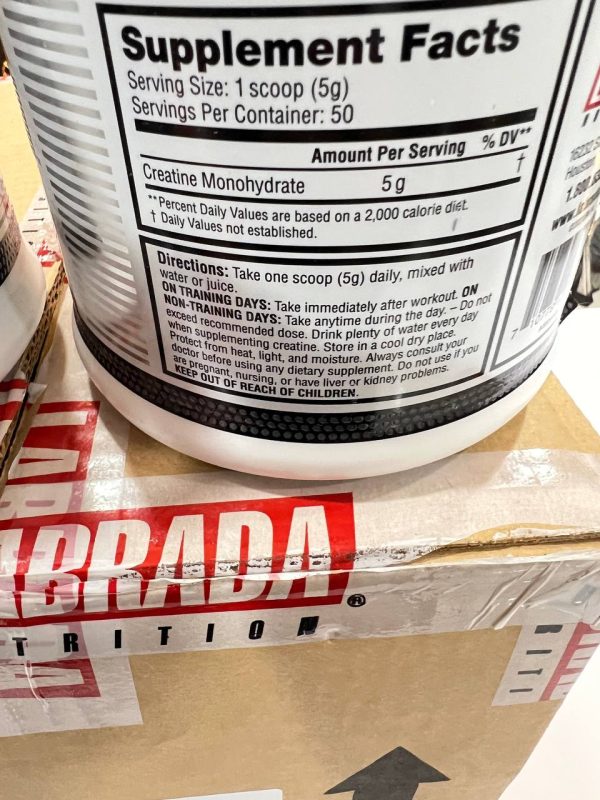 Supplement Facts
Serving Size: 1 scoop (5g)
Servings Per Container: 50
Amount Per Serving % DV**
Creatine Monohydrate 5 g †
**Percent Daily Values are based on a 2,000 calorie diet.
† Daily Values not established.
Directions: Take one scoop (5g) daily, mixed with
water or juice.
ON TRAINING DAYS: Take immediately after workout. ON
NON-TRAINING DAYS: Take anytime during the day. – Do not
exceed recommended dose. Drink plenty of water every day
when supplementing creatine. Store in a cool dry place.
Protect from heat, light, and moisture. Always consult your
doctor before using any dietary supplement. Do not use if you
are pregnant, nursing, or have liver or kidney problems.
KEEP OUT OF REACH OF CHILDREN.
ABRADA®
TRITION